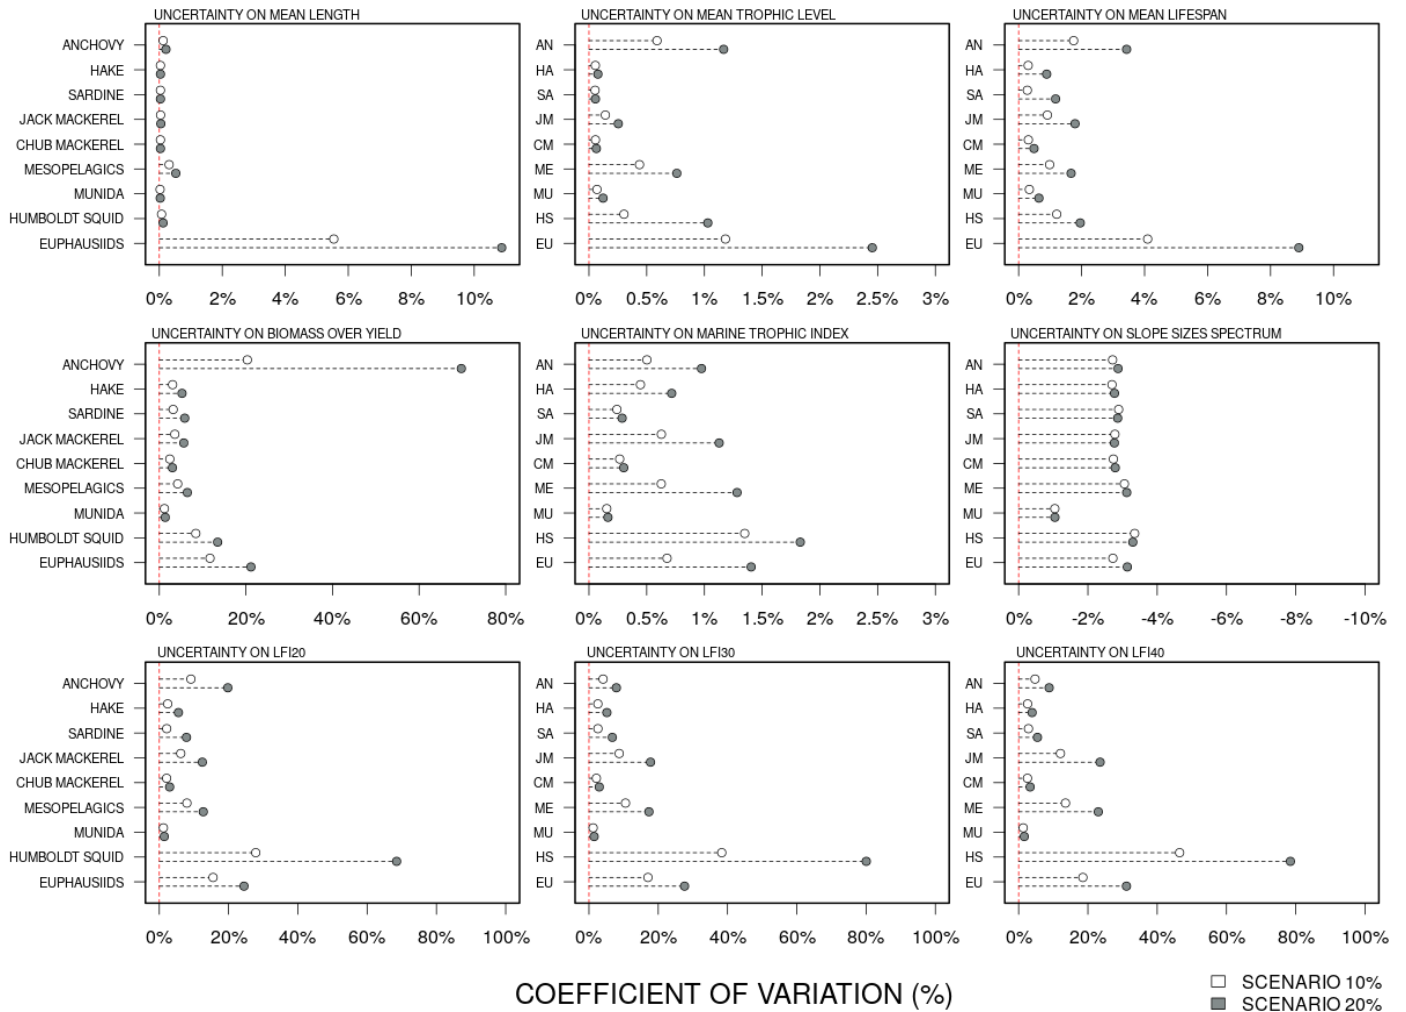 UNCERTAINTY ON MEAN LENGTH
ANCHOVY
HAKE
SARDINE
JACK MACKEREL
CHUB MACKEREL
MESOPELAGICS
MUNIDA
HUMBOLDT SQUID
EUPHAUSIIDS
0% 2% 6% 6% 8% 10%
UNCERTAINTY ON MEAN TROPHIC LEVEL
AN
HA
SA
JM
CM
ME
MU
HS
EU
0% 0.5% 1% 1.5% 2% 2.5% 3%
UNCERTAINTY ON MEAN LIFESPAN
AN
HA
SA
JM
CM
ME
MU
HS
EU
0% 2% 4% 6% 8% 10%
UNCERTAINTY ON BIOMASS OVER YIELD
ANCHOVY
HAKE
SARDINE
JACK MACKEREL
CHUB MACKEREL
MESOPELAGICS
MUNIDA
HUMBOLDT SQUID
EUPHAUSIIDS
0% 20% 40% 60% 80%
UNCERTAINTY ON MARINE TROPHIC INDEX
AN
HA
SA
JM
CM
ME
MU
HS
EU
0% 0.5% 1% 1.5% 2% 2.5% 3%
UNCERTAINTY ON SLOPE SIZES SPECTRUM
AN
HA
SA
JM
CM
ME
MU
HS
EU
0% -2% -4% -6% -8% -10%
UNCERTAINTY ON LFI20
ANCHOVY
HAKE
SARDINE
JACK MACKEREL
CHUB MACKEREL
MESOPELAGICS
MUNIDA
HUMBOLDT SQUID
EUPHAUSIIDS
0% 20% 40% 60% 80% 100%
UNCERTAINTY ON LFI30
AN
HA
SA
JM
CM
ME
MU
HS
EU
0% 20% 40% 60% 80% 100%
UNCERTAINTY ON LFI40
AN
HA
SA
JM
CM
ME
MU
HS
EU
0% 20% 40% 60% 80% 100%
COEFFICIENT OF VARIATION (%)
SCENARIO 10%
SCENARIO 20%